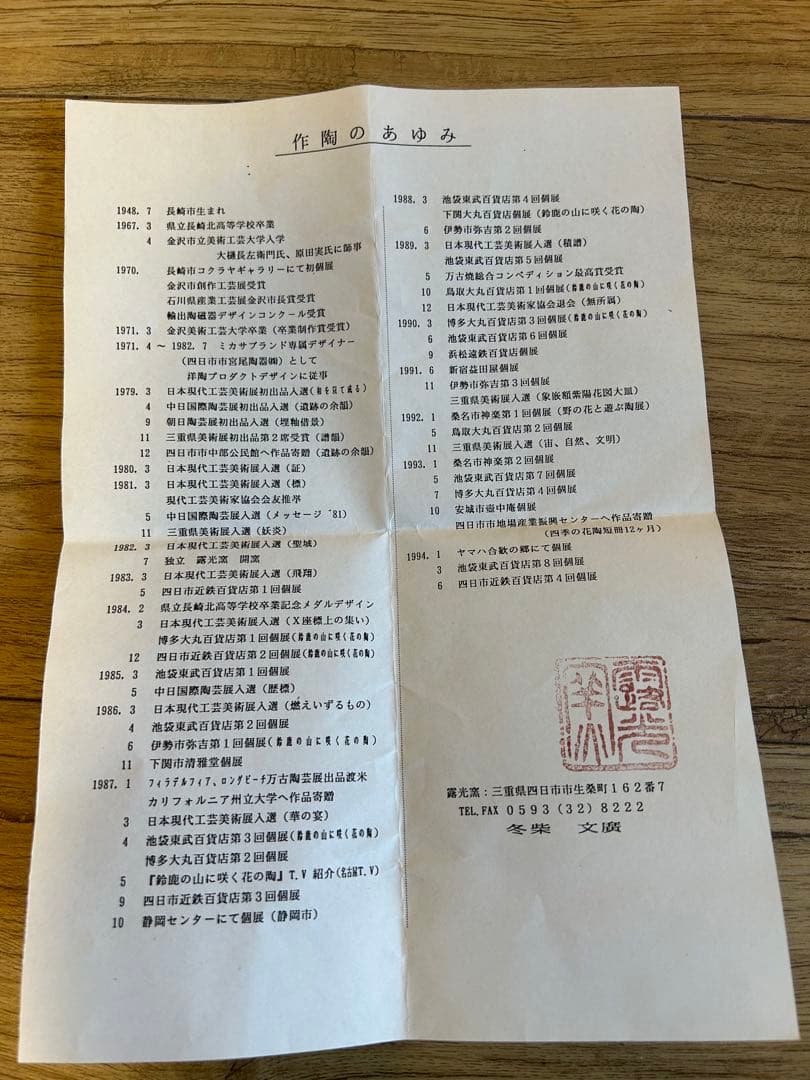 作陶のあゆみ
1948. 7 長崎市生まれ
1967. 3 県立長崎北高等学校卒業
4 金沢市立美術工芸大学入学
大樋長左衛門氏、原田実氏に師事
1970. 長崎市コクラヤギャラリーにて初個展
金沢市創作工芸展受賞
石川県産業工芸展金沢市長賞受賞
輸出陶磁器デザインコンクール受賞
1971. 3 金沢美術工芸大学卒業（卒業制作賞受賞）
1971. 4 ～ 1982. 7 ミカサブランド専属デザイナー
（四日市市宮尾陶器㈱）として
洋陶プロダクトデザインに従事
1979. 3 日本現代工芸美術展初出品入選（和を以て成る）
4 中日国際陶芸展初出品入選（遺跡の余韻）
9 朝日陶芸展初出品入選（埋釉借景）
11 三重県美術展初出品第２席受賞（譜韻）
12 四日市市中部公民館へ作品寄贈（遺跡の余韻）
1980. 3 日本現代工芸美術展入選（証）
1981. 3 日本現代工芸美術展入選（標）
現代工芸美術家協会会友推挙
5 中日国際陶芸展入選（メッセージ ´81）
11 三重県美術展入選（妖炎）
1982. 3 日本現代工芸美術展入選（聖域）
7 独立 露光窯 開窯
1983. 3 日本現代工芸美術展入選（飛翔）
5 四日市近鉄百貨店第１回個展
1984. 2 県立長崎北高等学校卒業記念メダルデザイン
3 日本現代工芸美術展入選（Ｘ座標上の集い）
博多大丸百貨店第１回個展（鈴鹿の山に咲く花の陶）
12 四日市近鉄百貨店第２回個展（鈴鹿の山に咲く花の陶）
1985. 3 池袋東武百貨店第１回個展
5 中日国際陶芸展入選（歴標）
1986. 3 日本現代工芸美術展入選（燃えいずるもの）
4 池袋東武百貨店第２回個展
6 伊勢市弥吉第１回個展（鈴鹿の山に咲く花の陶）
11 下関市清雅堂個展
1987. 1 フィラデルフィア、ロングビーチ万古陶芸展出品渡米
カリフォルニア州立大学へ作品寄贈
3 日本現代工芸美術展入選（華の宴）
4 池袋東武百貨店第３回個展（鈴鹿の山に咲く花の陶）
博多大丸百貨店第２回個展
5 『鈴鹿の山に咲く花の陶』T.V 紹介（名古屋T.V）
9 四日市近鉄百貨店第３回個展
10 静岡センターにて個展（静岡市）
1988. 3 池袋東武百貨店第４回個展
下関大丸百貨店個展（鈴鹿の山に咲く花の陶）
6 伊勢市弥吉第２回個展
1989. 3 日本現代工芸美術展入選（積譜）
池袋東武百貨店第５回個展
5 万古焼総合コンペディション最高賞受賞
10 鳥取大丸百貨店第１回個展（鈴鹿の山に咲く花の陶）
12 日本現代工芸美術家協会退会（無所属）
1990. 3 博多大丸百貨店第３回個展（鈴鹿の山に咲く花の陶）
6 池袋東武百貨店第６回個展
9 浜松遠鉄百貨店個展
1991. 6 新宿益田屋個展
11 伊勢市弥吉第３回個展
三重県美術展入選（象嵌額紫陽花図大皿）
1992. 1 桑名市神楽第１回個展（野の花と遊ぶ陶展）
5 鳥取大丸百貨店第２回個展
11 三重県美術展入選（宙、自然、文明）
1993. 1 桑名市神楽第２回個展
5 池袋東武百貨店第７回個展
7 博多大丸百貨店第４回個展
10 安城市壷中庵個展
四日市市地場産業振興センターへ作品寄贈
（四季の花陶短冊12ヶ月）
1994. 1 ヤマハ合歓の郷にて個展
3 池袋東武百貨店第８回個展
6 四日市近鉄百貨店第４回個展
露光窯：三重県四日市市生桑町１６２番７
TEL,FAX ０５９３（３２）８２２２
冬柴 文廣